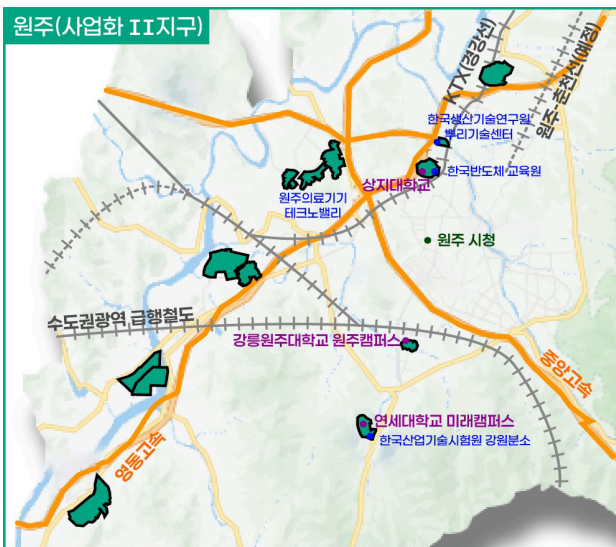 원주(사업화 II지구)
KTX(경강선)
원주 춘천선(예정)
한국생산기술연구원
뿌리기술센터
한국반도체 교육원
상지대학교
원주의료기기
테크노밸리
원주 시청
수도권광역 급행철도
강릉원주대학교 원주캠퍼스
중앙고속
연세대학교 미래캠퍼스
한국산업기술시험원 강원분소
영동고속